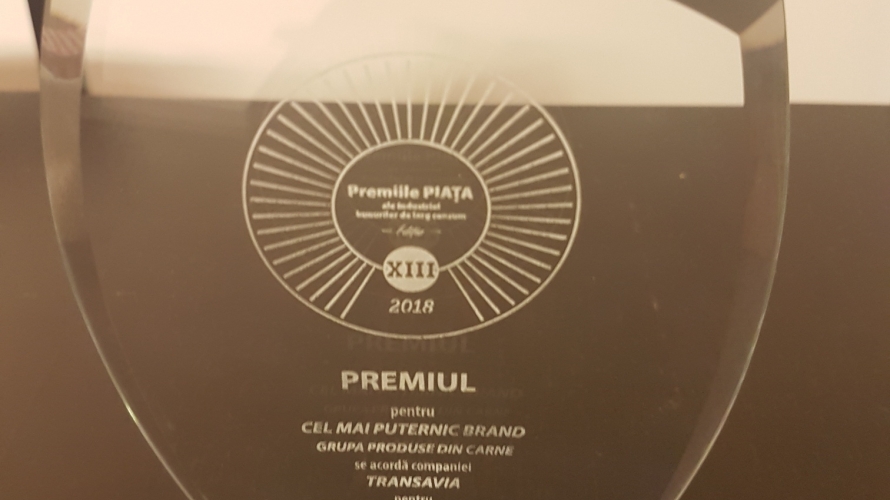 Premiile PIAȚA
ale industriei
bunurilor de larg consum
Ediția
XIII
2018
PREMIUL
pentru
CEL MAI PUTERNIC BRAND
GRUPA PRODUSE DIN CARNE
se acordă companiei
TRANSAVIA
pentru